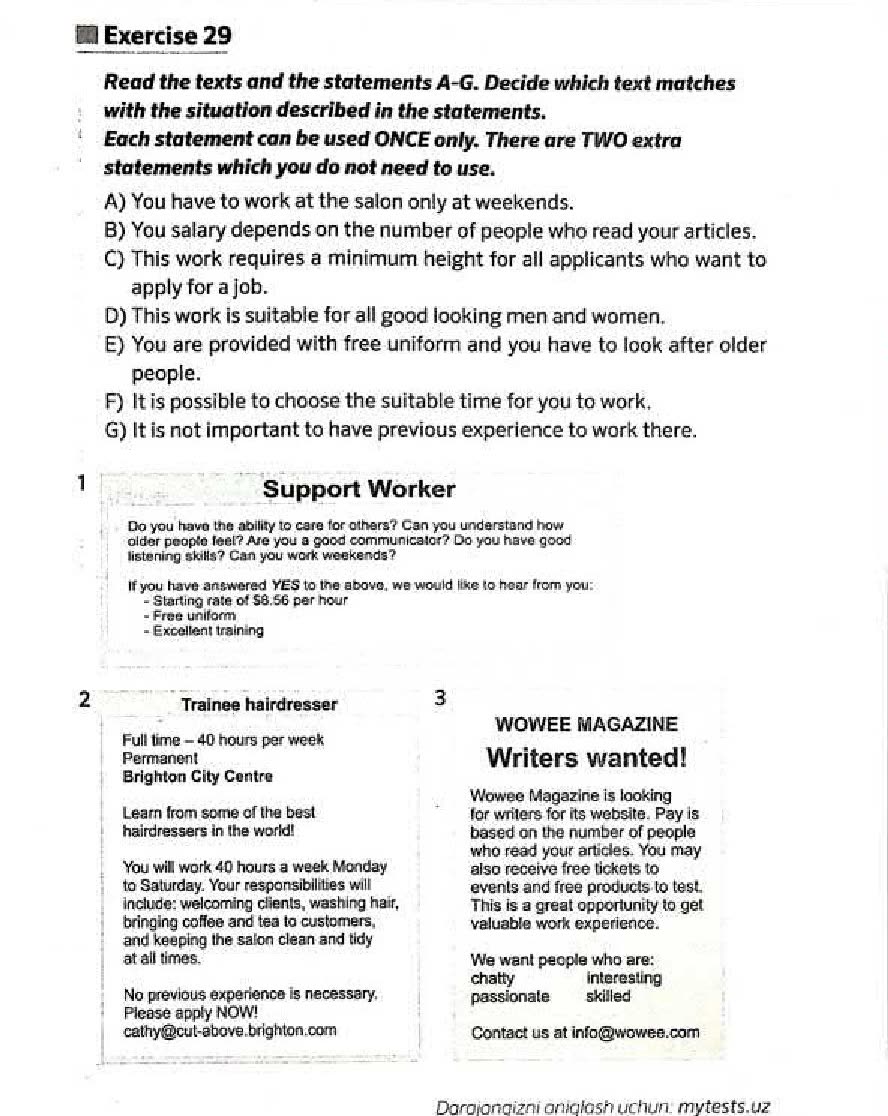 Exercise 29
Read the texts and the statements A-G. Decide which text matches
with the situation described in the statements.
Each statement can be used ONCE only. There are TWO extra
statements which you do not need to use.
A) You have to work at the salon only at weekends.
B) You salary depends on the number of people who read your articles.
C) This work requires a minimum height for all applicants who want to
apply for a job.
D) This work is suitable for all good looking men and women.
E) You are provided with free uniform and you have to look after older
people.
F) It is possible to choose the suitable time for you to work.
G) It is not important to have previous experience to work there.
1
Support Worker
Do you have the ability to care for others? Can you understand how
older people feel? Are you a good communicator? Do you have good
listening skills? Can you work weekends?
If you have answered YES to the above, we would like to hear from you:
- Starting rate of $6.56 per hour
- Free uniform
- Excellent training
2
Trainee hairdresser
Full time – 40 hours per week
Permanent
Brighton City Centre
Learn from some of the best
hairdressers in the world!
You will work 40 hours a week Monday
to Saturday. Your responsibilities will
include: welcoming clients, washing hair,
bringing coffee and tea to customers,
and keeping the salon clean and tidy
at all times.
No previous experience is necessary.
Please apply NOW!
cathy@cut-above.brighton.com
3
WOWEE MAGAZINE
Writers wanted!
Wowee Magazine is looking
for writers for its website. Pay is
based on the number of people
who read your articles. You may
also receive free tickets to
events and free products to test.
This is a great opportunity to get
valuable work experience.
We want people who are:
chatty interesting
passionate skilled
Contact us at info@wowee.com
Darajangizni aniqlash uchun: mytests.uz